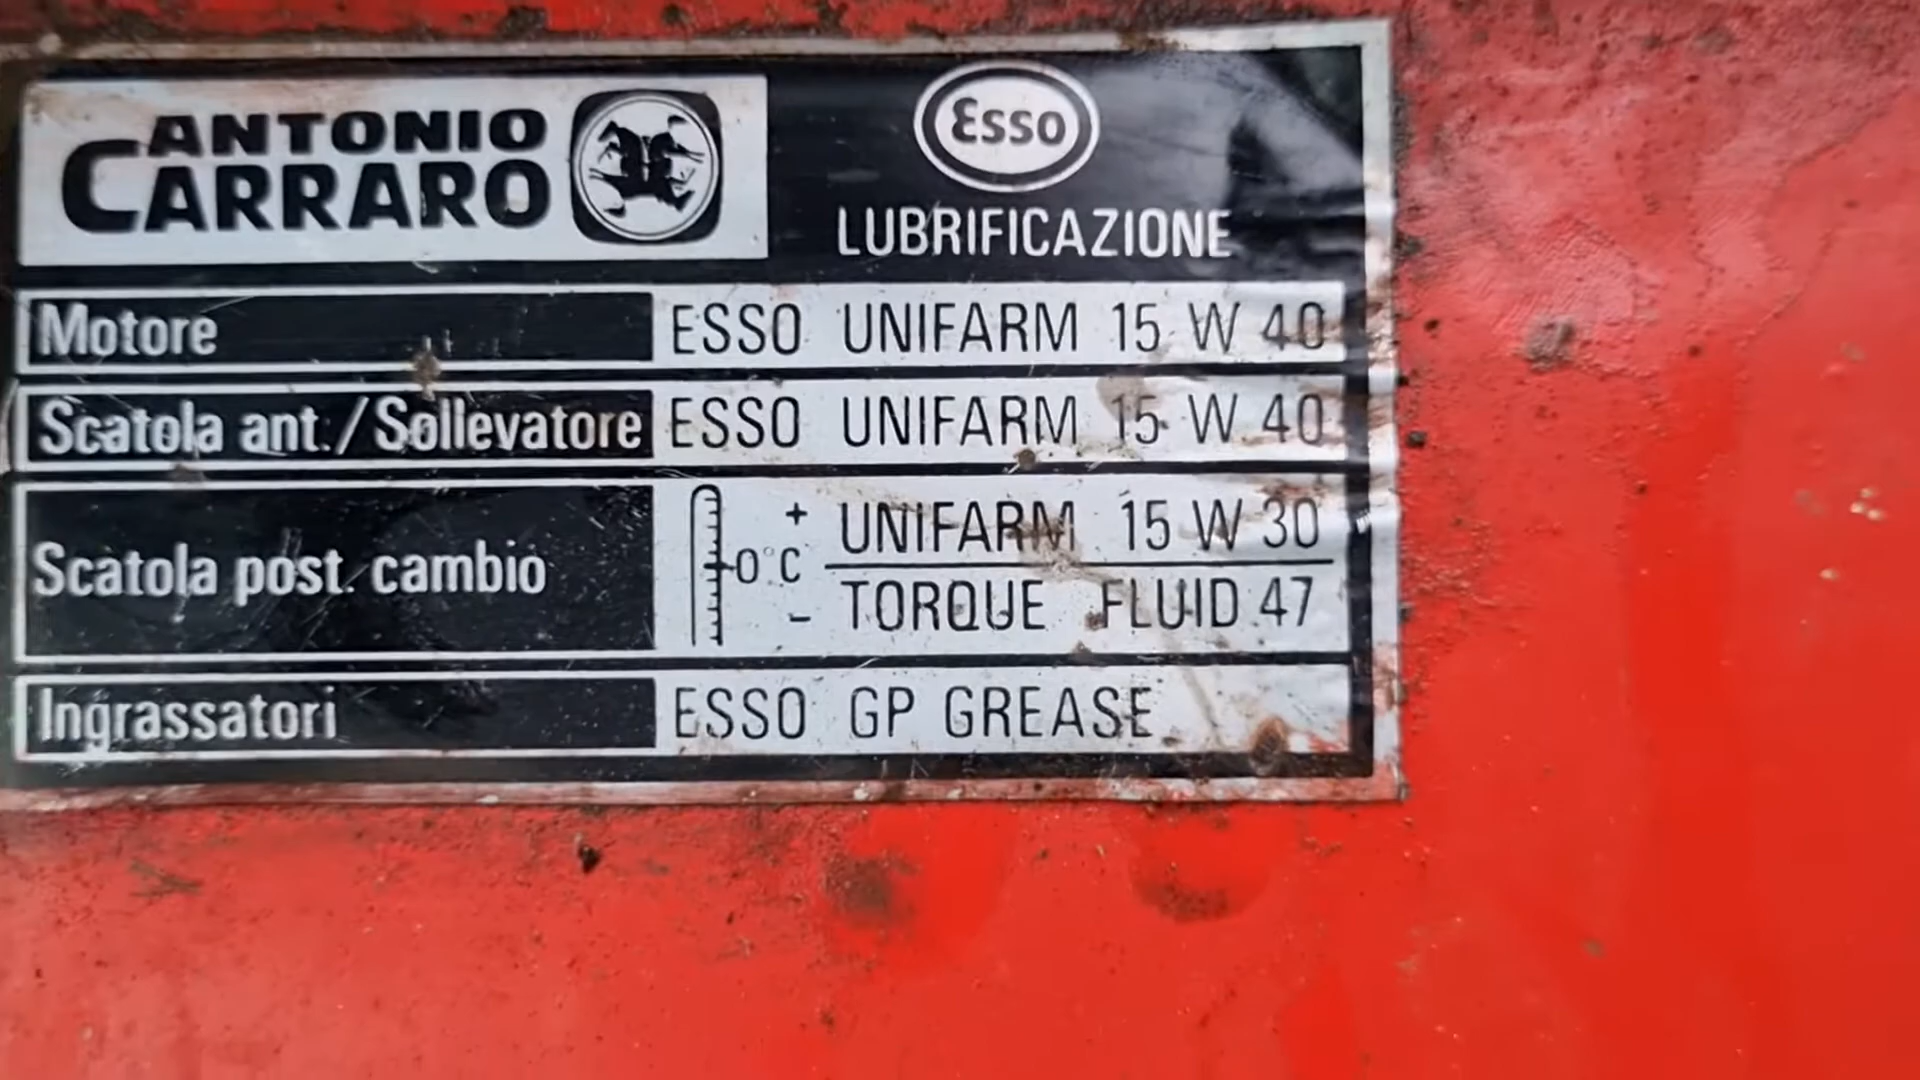 ANTONIO
CARRARO
Esso
LUBRIFICAZIONE
Motore ESSO UNIFARM 15 W 40
Scatola ant./Sollevatore ESSO UNIFARM 15 W 40
Scatola post. cambio 0°C + UNIFARM 15 W 30
- TORQUE FLUID 47
Ingrassatori ESSO GP GREASE